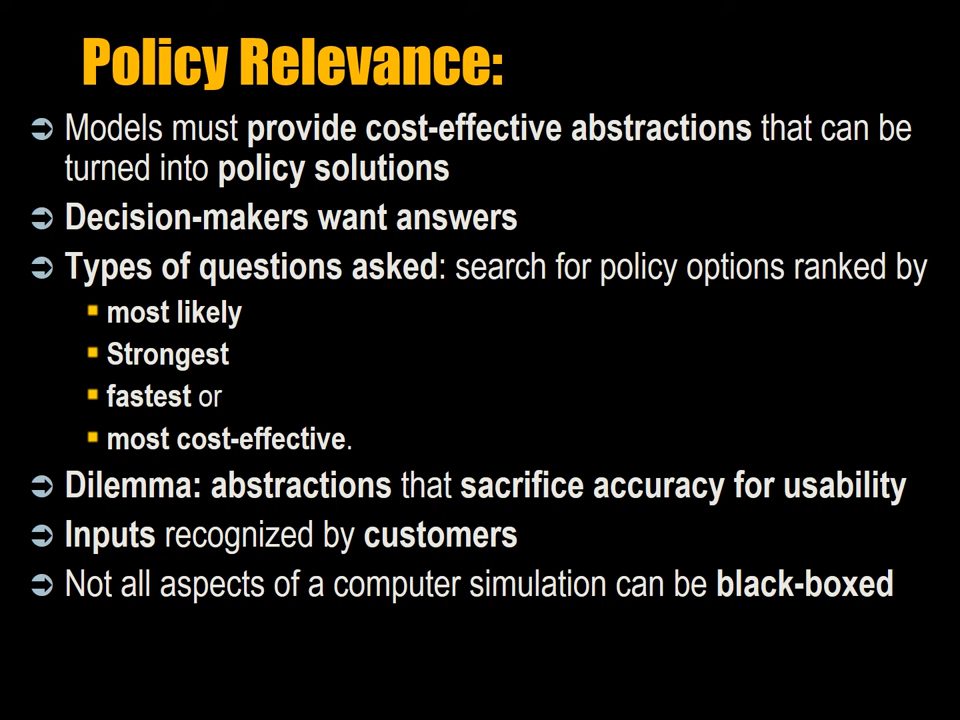 Policy Relevance:
Models must provide cost-effective abstractions that can be
turned into policy solutions
Decision-makers want answers
Types of questions asked: search for policy options ranked by
most likely
Strongest
fastest or
most cost-effective.
Dilemma: abstractions that sacrifice accuracy for usability
Inputs recognized by customers
Not all aspects of a computer simulation can be black-boxed